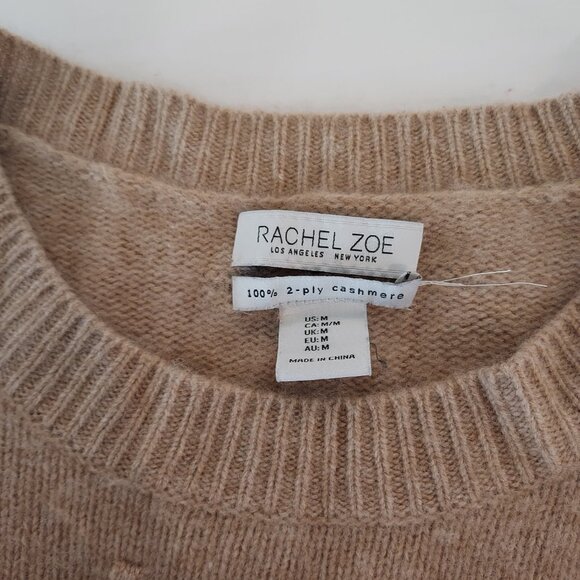 RACHEL ZOE
LOS ANGELES NEW YORK
100% 2-ply cashmere
US: M
CA: M/M
UK: M
EU: M
AU: M
MADE IN CHINA